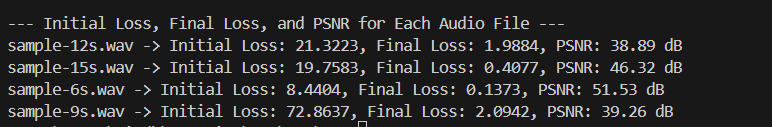 --- Initial Loss, Final Loss, and PSNR for Each Audio File ---
sample-12s.wav -> Initial Loss: 21.3223, Final Loss: 1.9884, PSNR: 38.89 dB
sample-15s.wav -> Initial Loss: 19.7583, Final Loss: 0.4077, PSNR: 46.32 dB
sample-6s.wav -> Initial Loss: 8.4404, Final Loss: 0.1373, PSNR: 51.53 dB
sample-9s.wav -> Initial Loss: 72.8637, Final Loss: 2.0942, PSNR: 39.26 dB